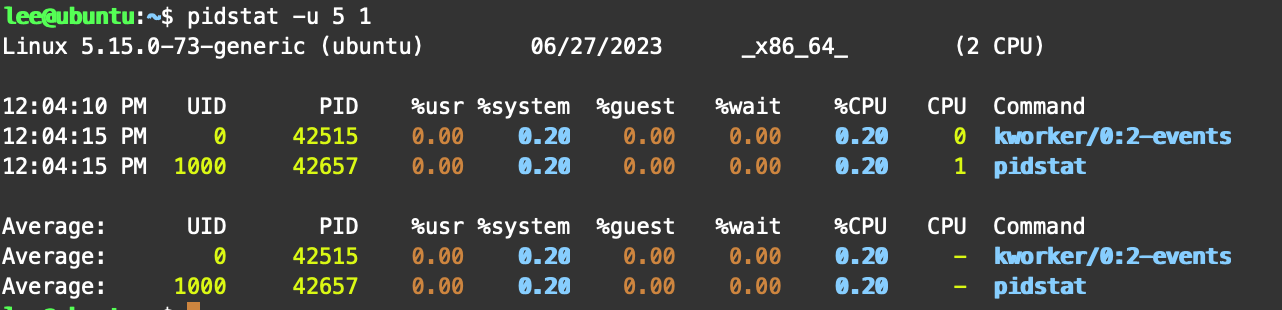 lee@ubuntu:~$ pidstat -u 5 1
Linux 5.15.0-73-generic (ubuntu) 06/27/2023 _x86_64_ (2 CPU)
12:04:10 PM UID PID %usr %system %guest %wait %CPU CPU Command
12:04:15 PM 0 42515 0.00 0.20 0.00 0.00 0.20 0 kworker/0:2-events
12:04:15 PM 1000 42657 0.00 0.20 0.00 0.00 0.20 1 pidstat
Average: UID PID %usr %system %guest %wait %CPU CPU Command
Average: 0 42515 0.00 0.20 0.00 0.00 0.20 - kworker/0:2-events
Average: 1000 42657 0.00 0.20 0.00 0.00 0.20 - pidstat
lee@ubuntu:~$